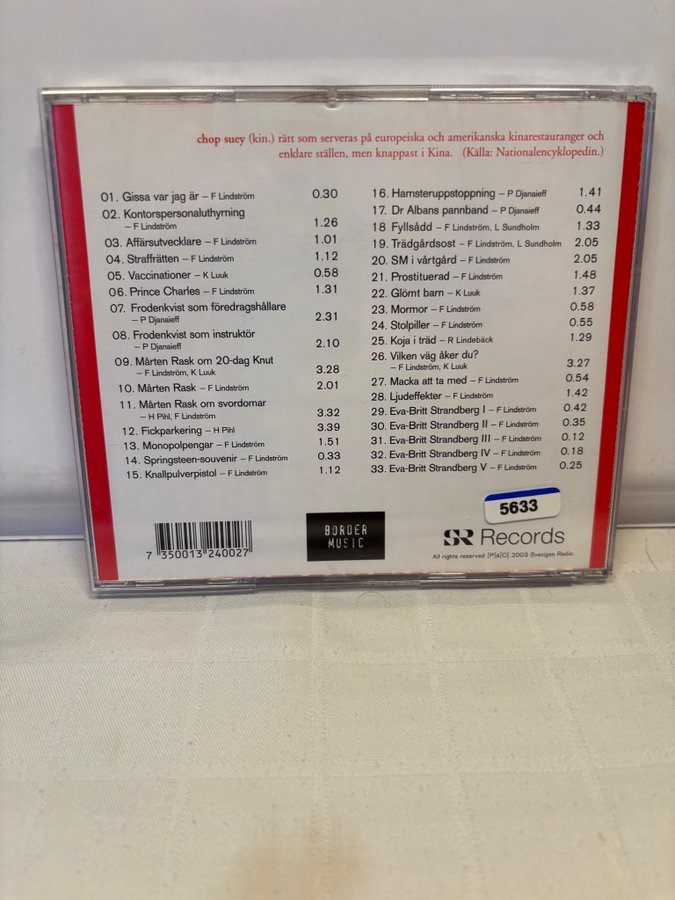 chop suey (kin.) rätt som serveras på europeiska och amerikanska kinarestauranger och
enklare ställen, men knappast i Kina. (Källa: Nationalencyklopedin.)
01. Gissa var jag är – F Lindström 0.30
02. Kontorspersonaluthyrning
– F Lindström 1.26
03. Affärsutvecklare – F Lindström 1.01
04. Straffrätten – F Lindström 1.12
05. Vaccinationer – K Luuk 0.58
06. Prince Charles – F Lindström 1.31
07. Frodenkvist som föredragshållare
– P Djanaieff 2.31
08. Frodenkvist som instruktör
– P Djanaieff 2.10
09. Mårten Rask om 20-dag Knut
– F Lindström, K Luuk 3.28
10. Mårten Rask – F Lindström 2.01
11. Mårten Rask om svordomar
– H Pihl, F Lindström 3.32
12. Fickparkering – H Pihl 3.39
13. Monopolpengar – F Lindström 1.51
14. Springsteen-souvenir – F Lindström 0.33
15. Knallpulverpistol – F Lindström 1.12
16. Hamsteruppstoppning – P Djanaieff 1.41
17. Dr Albans pannband – P Djanaieff 0.44
18 Fyllsådd – F Lindström, L Sundholm 1.33
19. Trädgårdsost – F Lindström, L Sundholm 2.05
20. SM i vårtgård – F Lindström 2.05
21. Prostituerad – F Lindström 1.48
22. Glömt barn – K Luuk 1.37
23. Mormor – F Lindström 0.58
24. Stolpiller – F Lindström 0.55
25. Koja i träd – R Lindebäck 1.29
26. Vilken väg åker du?
– F Lindström, K Luuk 3.27
27. Macka att ta med – F Lindström 0.54
28. Ljudeffekter – F Lindström 1.42
29. Eva-Britt Strandberg I – F Lindström 0.42
30. Eva-Britt Strandberg II – F Lindström 0.35
31. Eva-Britt Strandberg III – F Lindström 0.12
32. Eva-Britt Strandberg IV – F Lindström 0.18
33. Eva-Britt Strandberg V – F Lindström 0.25
5633
7 350013 240027
BORDER
MUSIC
SR Records
All rights reserved [P]&[C] 2003 Sveriges Radio.